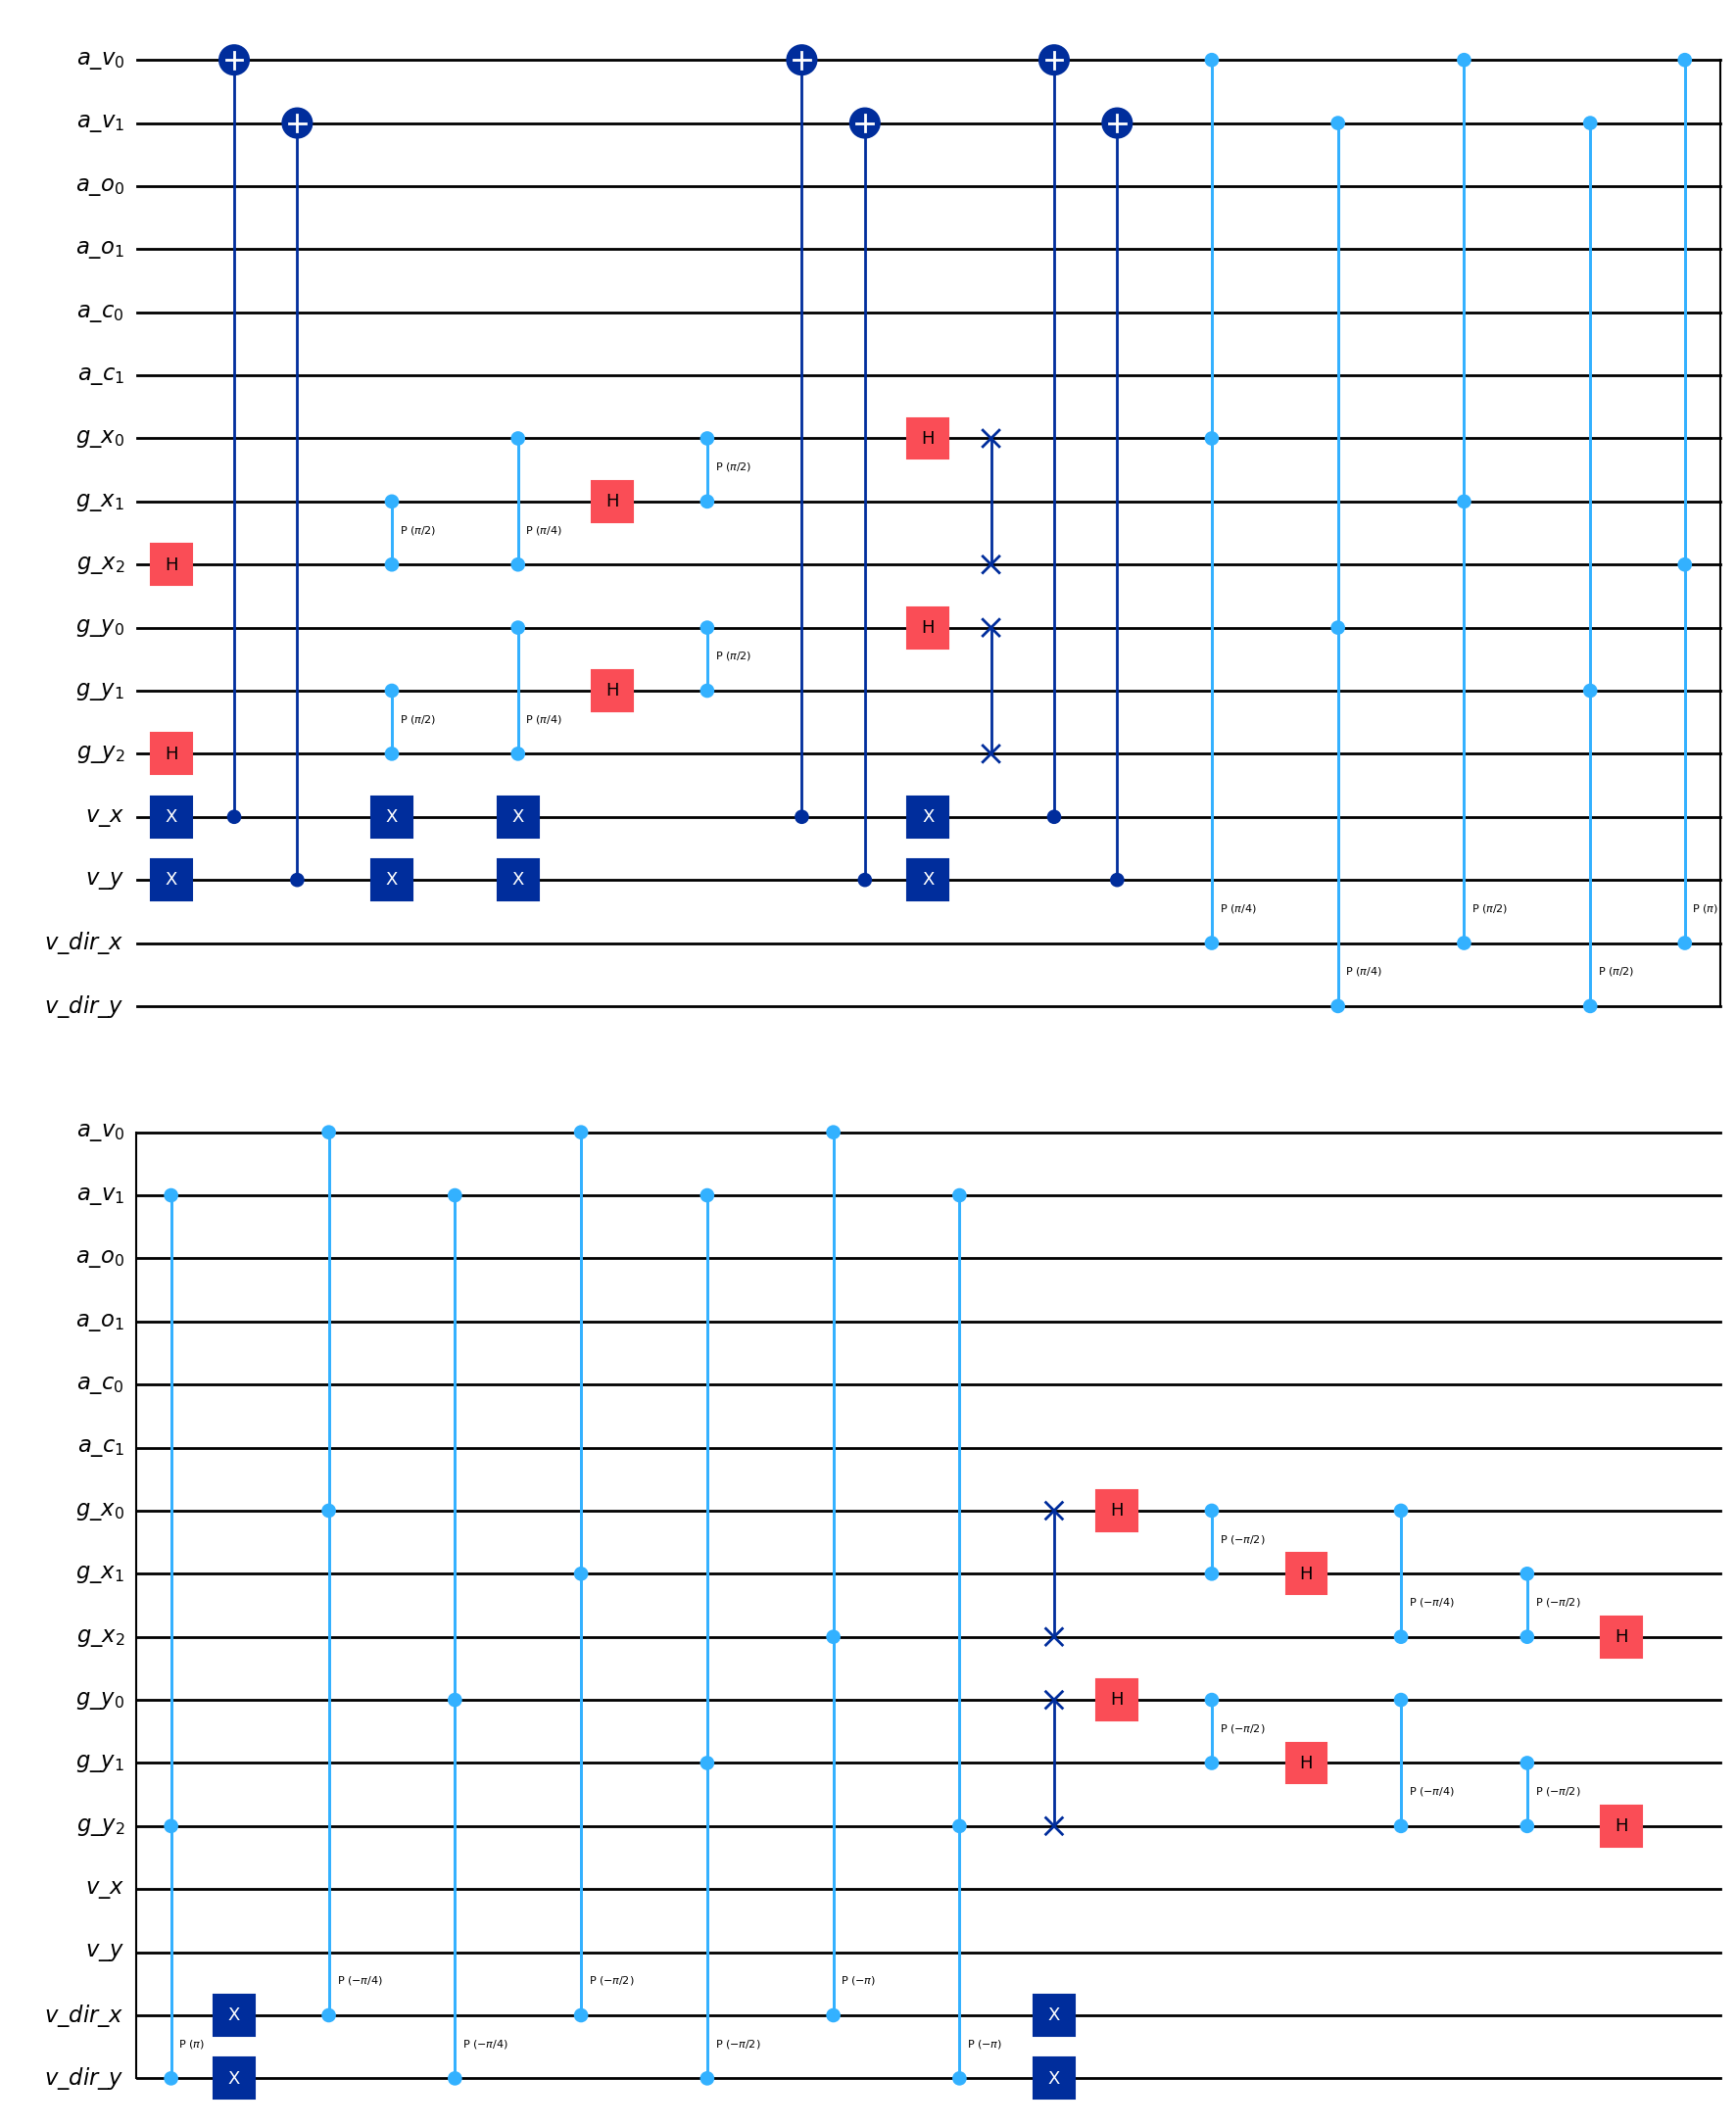 a_v₀
a_v₁
a_o₀
a_o₁
a_c₀
a_c₁
g_x₀ H
P (π/2)
g_x₁ H
P (π/2) P (π/4)
g_x₂ H
g_y₀ H
P (π/2)
g_y₁ H
P (π/2) P (π/4)
g_y₂ H
v_x X X X X
v_y X X X X
P (π/4) P (π/2) P (π)
v_dir_x
P (π/4) P (π/2)
v_dir_y
a_v₀
a_v₁
a_o₀
a_o₁
a_c₀
a_c₁
g_x₀ H
P (−π/2)
g_x₁ H
P (−π/4) P (−π/2)
g_x₂ H
g_y₀ H
P (−π/2)
g_y₁ H
P (−π/4) P (−π/2)
g_y₂ H
v_x
v_y
P (−π/4) P (−π/2) P (−π)
v_dir_x X X
P (π) P (−π/4) P (−π/2) P (−π)
v_dir_y X X